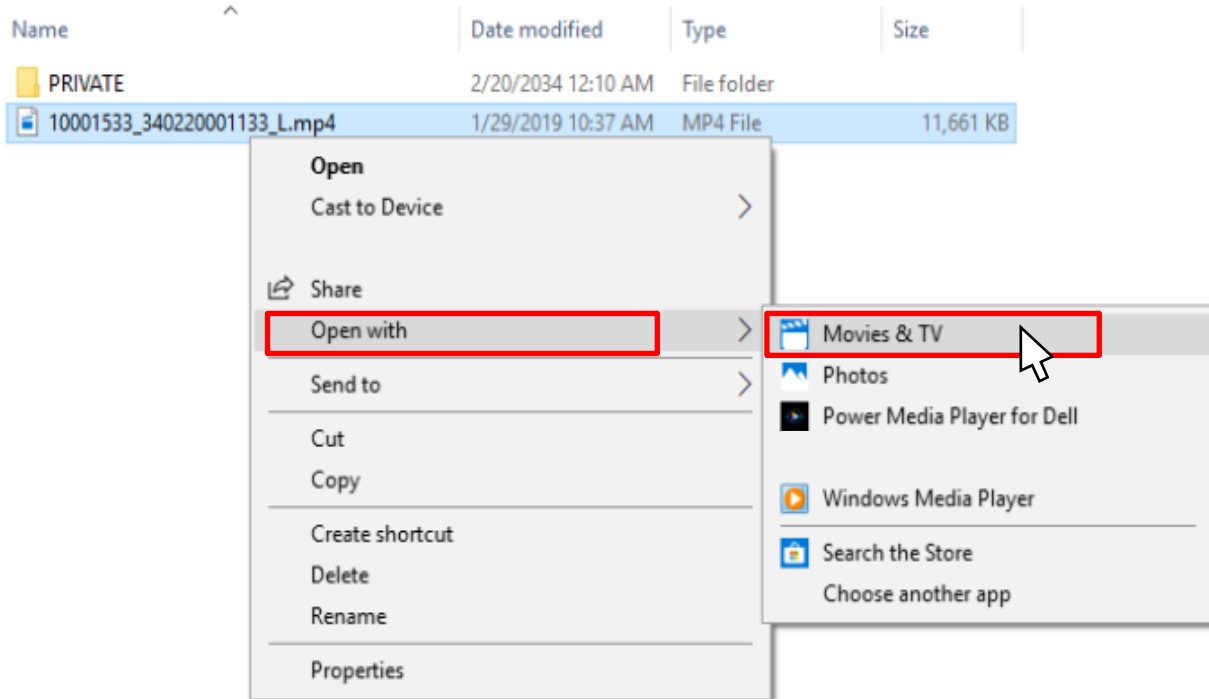 Name Date modified Type Size
PRIVATE 2/20/2034 12:10 AM File folder
10001533_340220001133_L.mp4 1/29/2019 10:37 AM MP4 File 11,661 KB
Open
Cast to Device
Share
Open with
Send to
Cut
Copy
Create shortcut
Delete
Rename
Properties
Movies & TV
Photos
Power Media Player for Dell
Windows Media Player
Search the Store
Choose another app